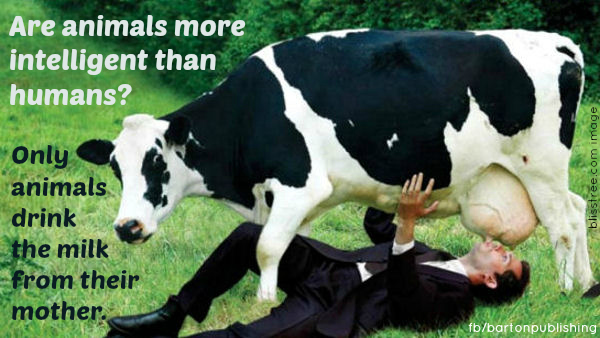 Are animals more
intelligent than
humans?
Only
animals
drink
the milk
from their
mother.
blisstree.com image
fb/bartonpublishing